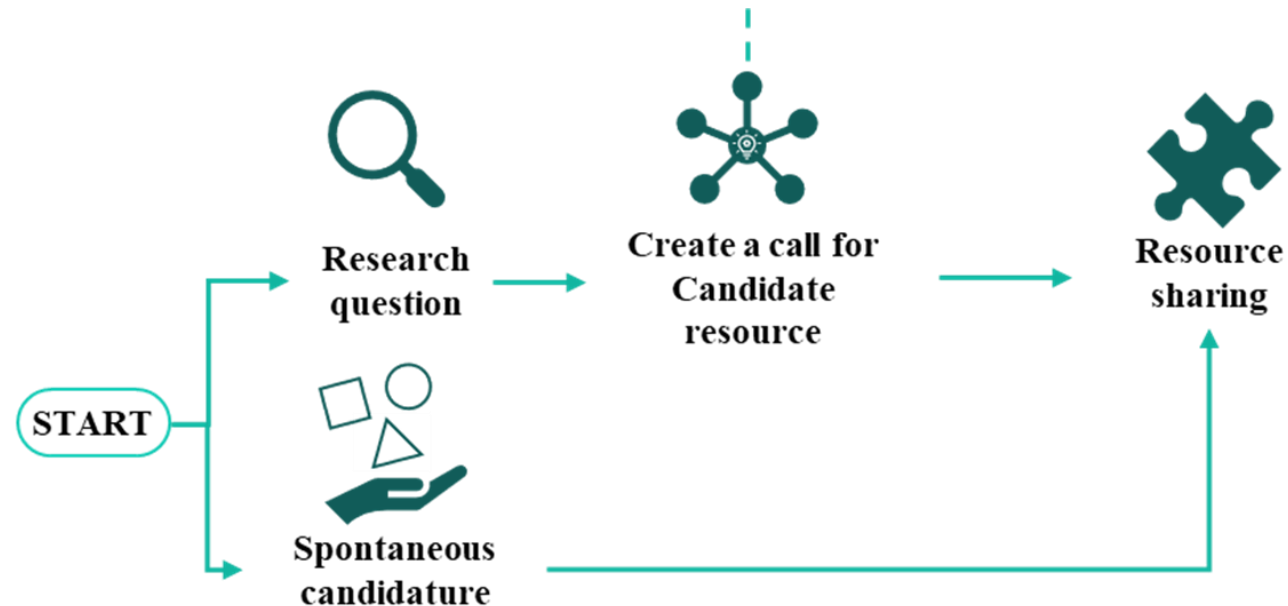 Research
question
Create a call for
Candidate
resource
Resource
sharing
START
Spontaneous
candidature